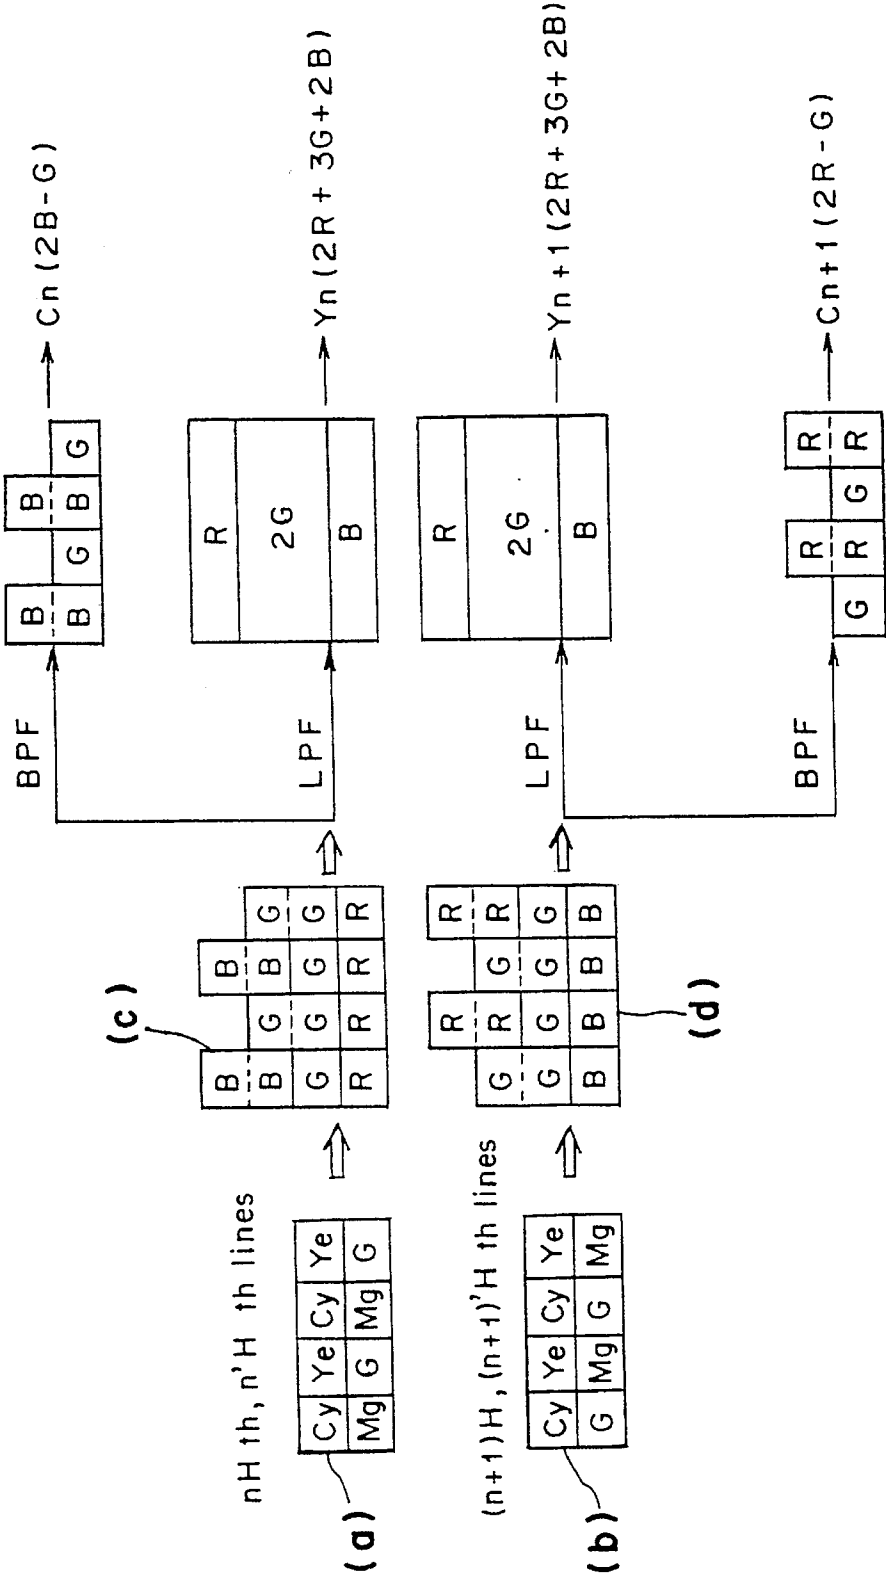 nH th, n'H th lines
Cy Ye Cy Ye
Mg G Mg G
(a)
(n+1)H, (n+1)'H th lines
Cy Ye Cy Ye
G Mg G Mg
(b)
(c)
B B
B G B G
G G G G
R R R R
R R
G R G R
G G G G
B B B B
(d)
BPF
LPF
LPF
BPF
B B
B G B G
Cn (2B-G)
R
2G
B
Yn (2R + 3G+2B)
R
2G
B
Yn+1 (2R+3G+2B)
R R
G R G R
Cn+1 (2R-G)